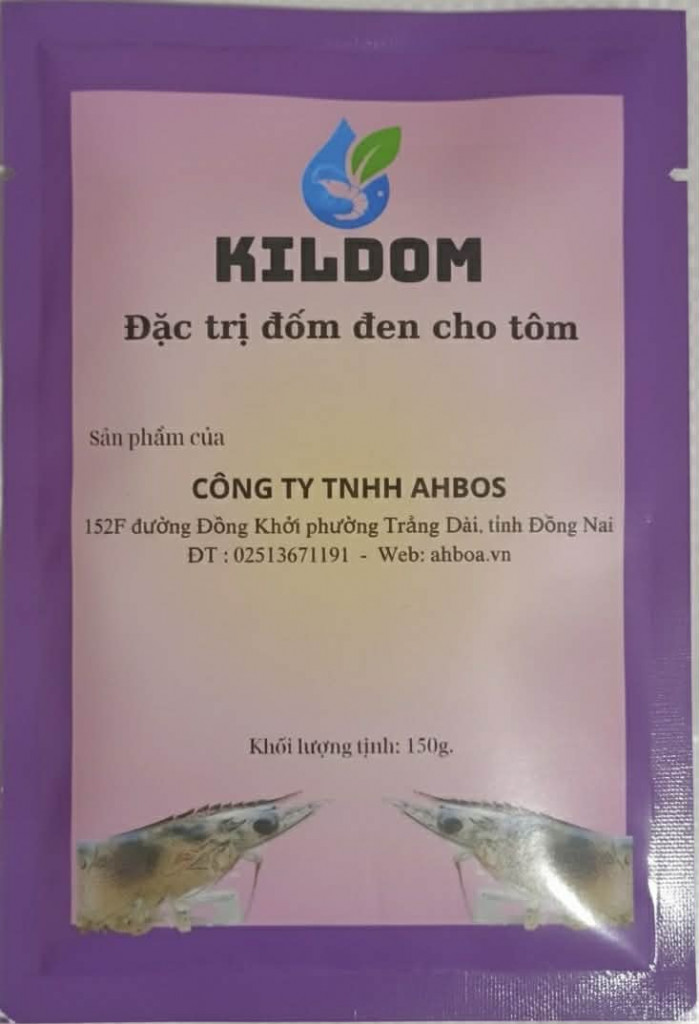 KILDOM
Đặc trị đốm đen cho tôm
Sản phẩm của
CÔNG TY TNHH AHBOS
152F đường Đồng Khởi phường Trảng Dài, tỉnh Đồng Nai
ĐT : 02513671191 - Web: ahboa.vn
Khối lượng tịnh: 150g.